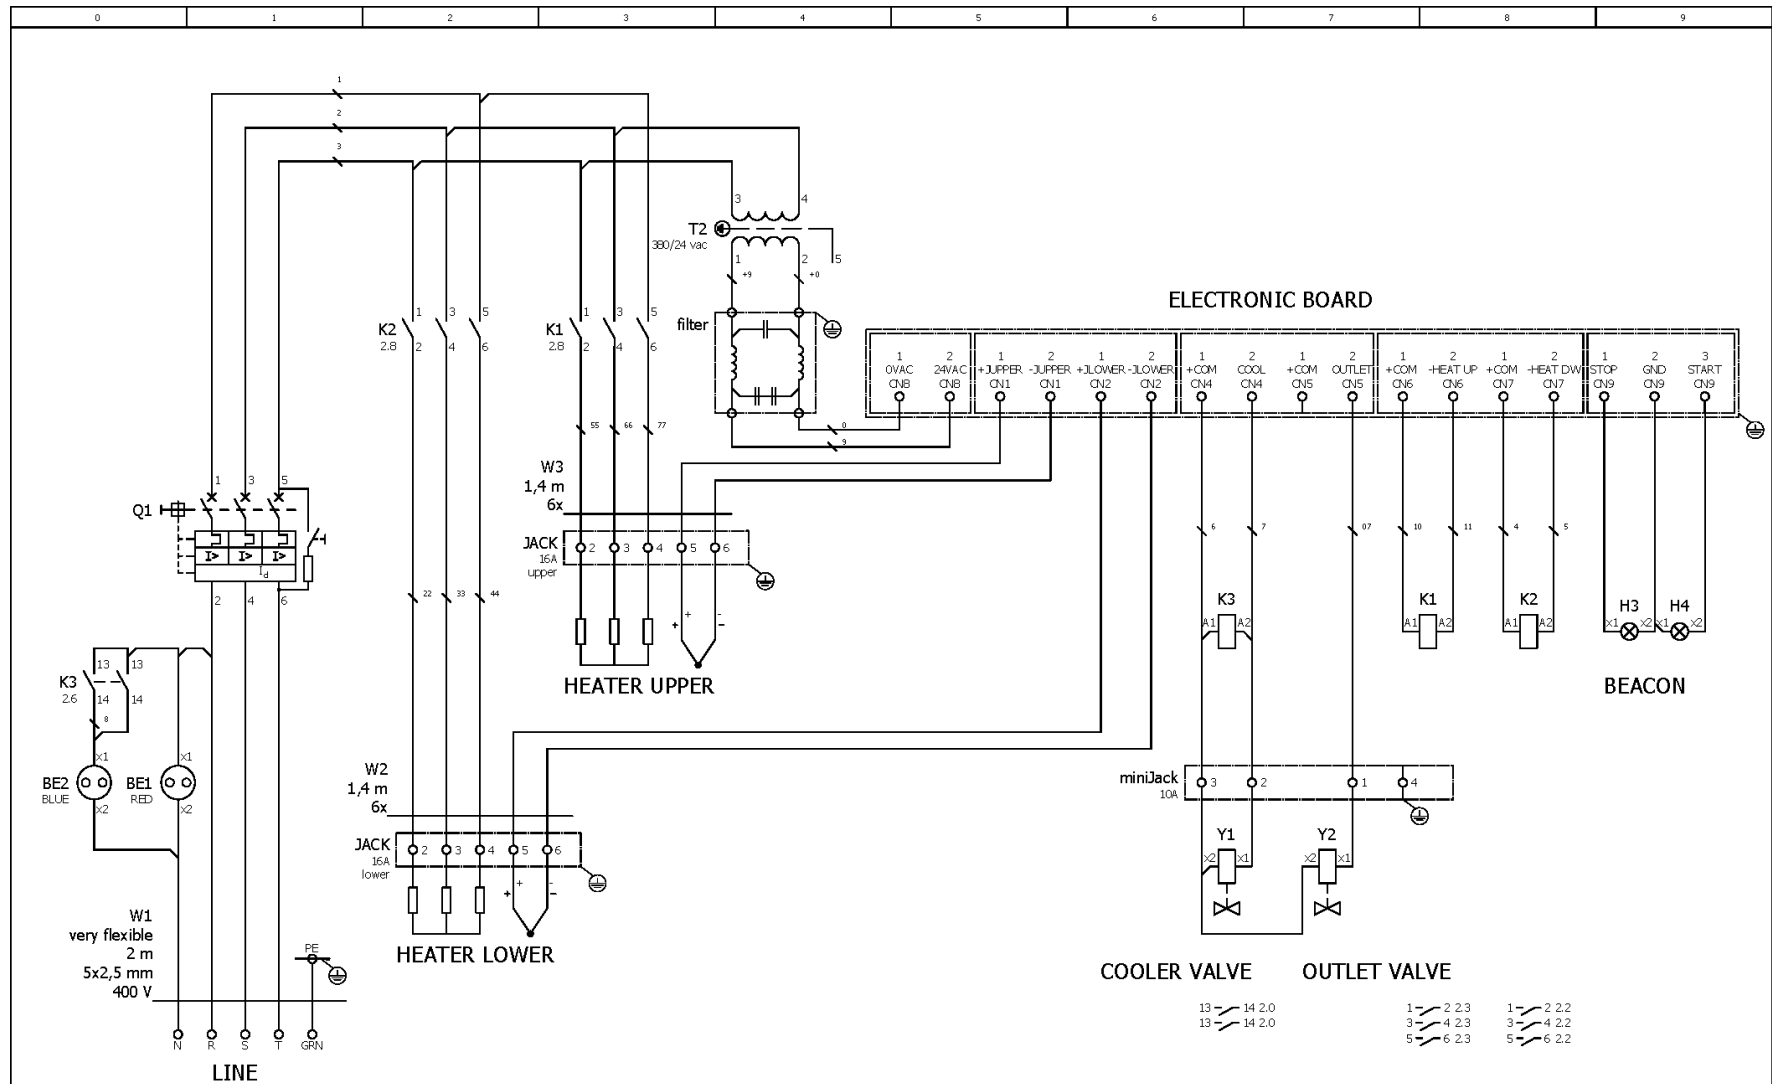 0 1 2 3 4 5 6 7 8 9
1
2
3
3 4
T2
380/24 vac
1 2 5
+9 +0
ELECTRONIC BOARD
K2
2.8
1 3 5
2 4 6
K1
2.8
1 3 5
2 4 6
filter
1 2 1 2 1 2 1 2 1 2 1 2 1 2 1 2 3
0VAC 24VAC +JUPPER -JUPPER +JLOWER -JLOWER +COM COOL +COM OUTLET +COM -HEAT UP +COM -HEAT DW STOP GND START
CN8 CN8 CN1 CN1 CN2 CN2 CN4 CN4 CN5 CN5 CN6 CN6 CN7 CN7 CN9 CN9 CN9
55 66 77
0
9
W3
1,4 m
6x
1 3 5
Q1
I> I> I>
2 4 6
JACK
16A
upper
2 3 4 5 6
6 7 07 10 11 4 5
22 33 44
+ -
+ -
K3
A1 A2
K1
A1 A2
K2
A1 A2
H3 H4
x1 x2 x1 x2
HEATER UPPER
BEACON
K3
2.6
13 13
14 14
8
x1 x1
BE2
BLUE
BE1
RED
x2 x2
W2
1,4 m
6x
miniJack
10A
3 2 1 4
JACK
16A
lower
2 3 4 5 6
+ -
+ -
Y1
x2 x1
Y2
x2 x1
W1
very flexible
2 m
5x2,5 mm
400 V
PE
HEATER LOWER
COOLER VALVE OUTLET VALVE
13 14 2.0
13 14 2.0
1 2 2.3
3 4 2.3
5 6 2.3
1 2 2.2
3 4 2.2
5 6 2.2
N R S T GRN
LINE